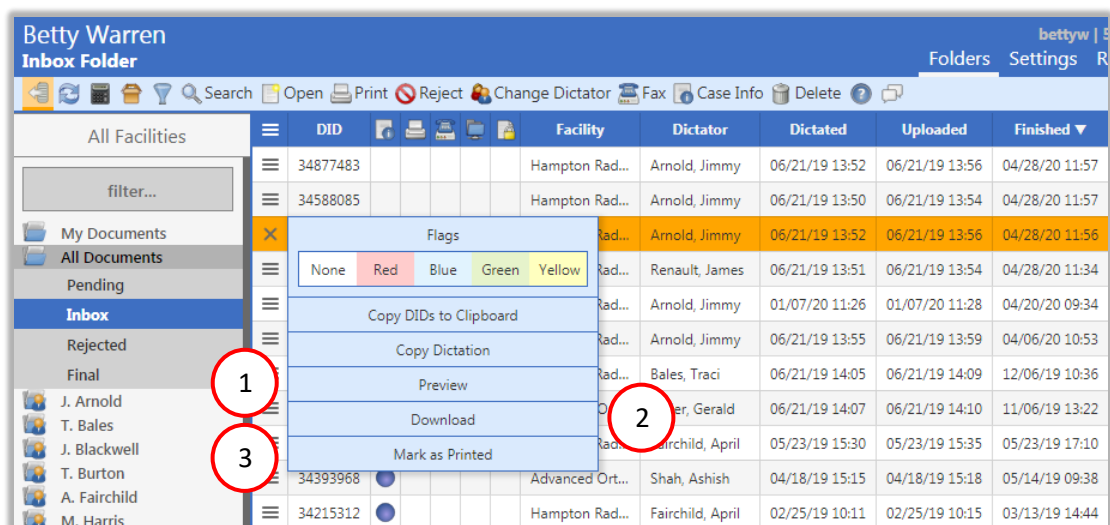 Betty Warren
bettyw |
Inbox Folder
Folders Settings
Search Open Print Reject Change Dictator Fax Case Info Delete ?
All Facilities
DID Facility Dictator Dictated Uploaded Finished ▼
34877483 Hampton Rad... Arnold, Jimmy 06/21/19 13:52 06/21/19 13:56 04/28/20 11:57
filter...
34588085 Hampton Rad... Arnold, Jimmy 06/21/19 13:50 06/21/19 13:54 04/28/20 11:57
My Documents
Flags
Rad... Arnold, Jimmy 06/21/19 13:52 06/21/19 13:56 04/28/20 11:56
All Documents
None Red Blue Green Yellow
Rad... Renault, James 06/21/19 13:51 06/21/19 13:54 04/28/20 11:34
Pending
Inbox
Copy DIDs to Clipboard
Rad... Arnold, Jimmy 01/07/20 11:26 01/07/20 11:28 04/20/20 09:34
Rejected
Copy Dictation
Rad... Arnold, Jimmy 06/21/19 13:55 06/21/19 13:59 04/06/20 10:53
Final
1
Preview
Rad... Bales, Traci 06/21/19 14:05 06/21/19 14:09 12/06/19 10:36
J. Arnold
Download
2
er, Gerald 06/21/19 14:07 06/21/19 14:10 11/06/19 13:22
T. Bales
J. Blackwell
3
Mark as Printed
Rad... Fairchild, April 05/23/19 15:30 05/23/19 15:35 05/23/19 17:10
T. Burton
34393968 Advanced Ort... Shah, Ashish 04/18/19 15:15 04/18/19 15:18 05/14/19 09:38
A. Fairchild
M. Harris
34215312 Hampton Rad... Fairchild, April 02/25/19 10:11 02/25/19 10:15 03/13/19 14:44